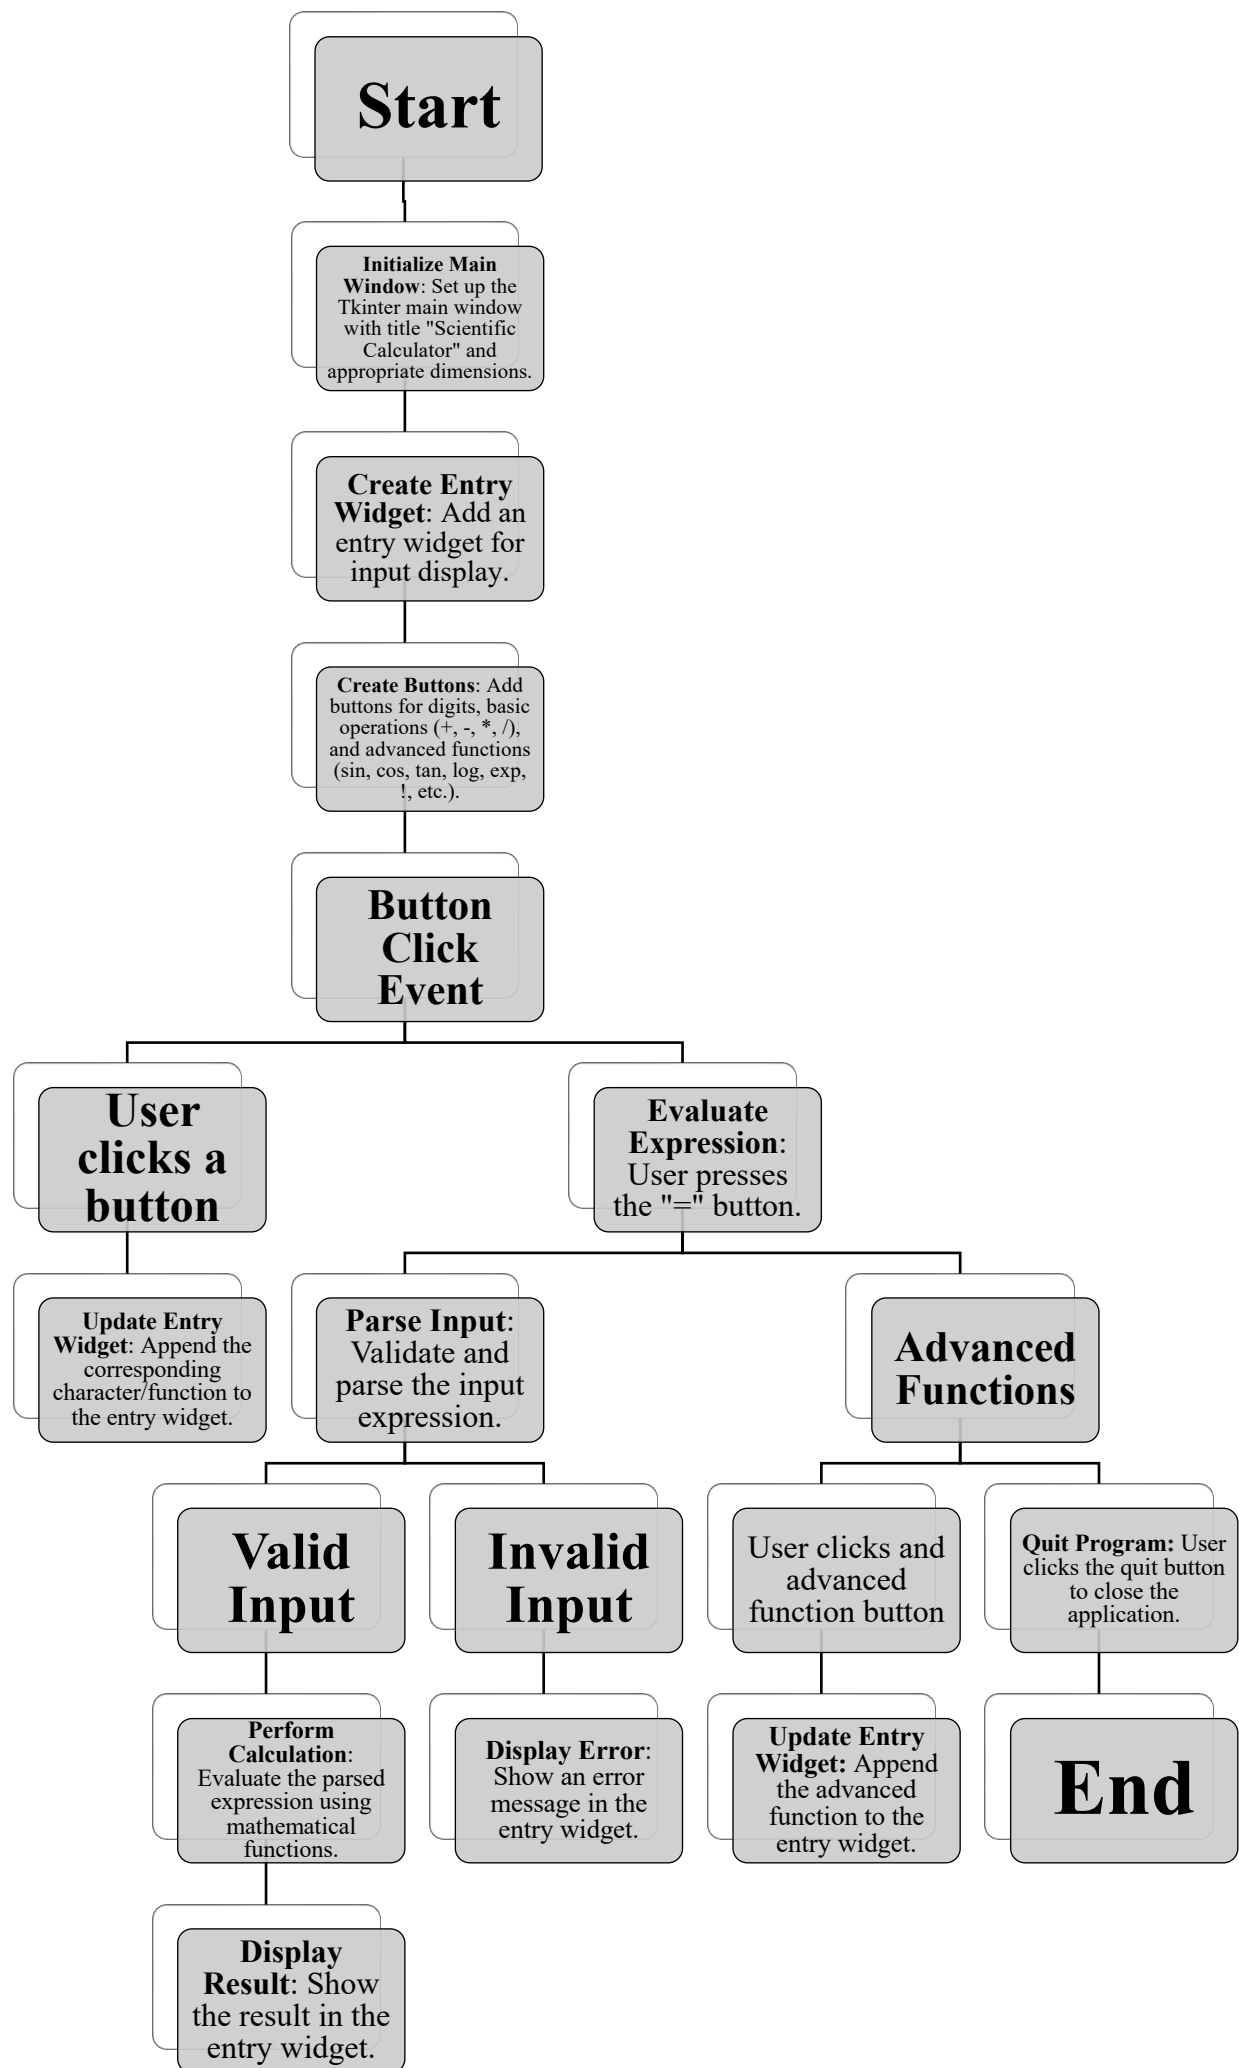 Start
Initialize Main
Window: Set up the
Tkinter main window
with title "Scientific
Calculator" and
appropriate dimensions.
Create Entry
Widget: Add an
entry widget for
input display.
Create Buttons: Add
buttons for digits, basic
operations (+, -, *, /),
and advanced functions
(sin, cos, tan, log, exp,
!, etc.).
Button
Click
Event
User
clicks a
button
Evaluate
Expression:
User presses
the "=" button.
Update Entry
Widget: Append the
corresponding
character/function to
the entry widget.
Parse Input:
Validate and
parse the input
expression.
Advanced
Functions
Valid
Input
Invalid
Input
User clicks and
advanced
function button
Quit Program: User
clicks the quit button
to close the
application.
Perform
Calculation:
Evaluate the parsed
expression using
mathematical
functions.
Display Error:
Show an error
message in the
entry widget.
Update Entry
Widget: Append
the advanced
function to the
entry widget.
End
Display
Result: Show
the result in the
entry widget.